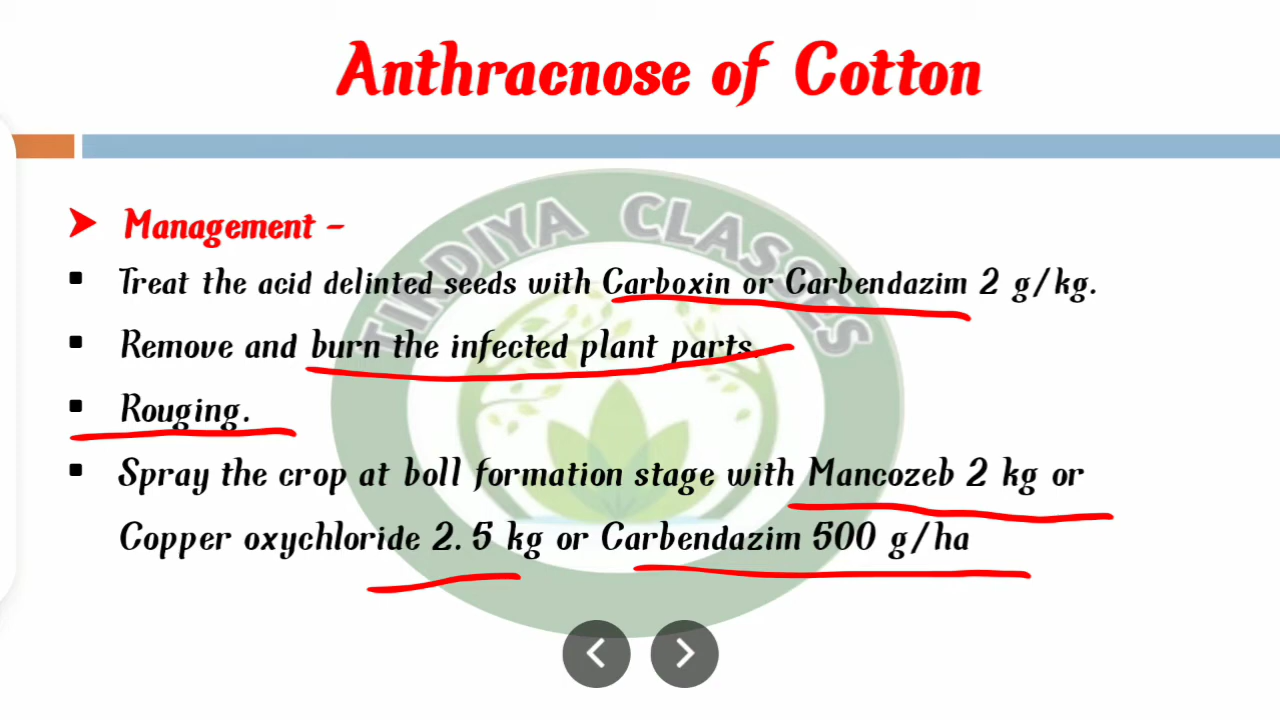 Anthracnose of Cotton
TIRDIYA CLASSES
➤ Management –
▪ Treat the acid delinted seeds with Carboxin or Carbendazim 2 g/kg.
▪ Remove and burn the infected plant parts.
▪ Rouging.
▪ Spray the crop at boll formation stage with Mancozeb 2 kg or
Copper oxychloride 2.5 kg or Carbendazim 500 g/ha